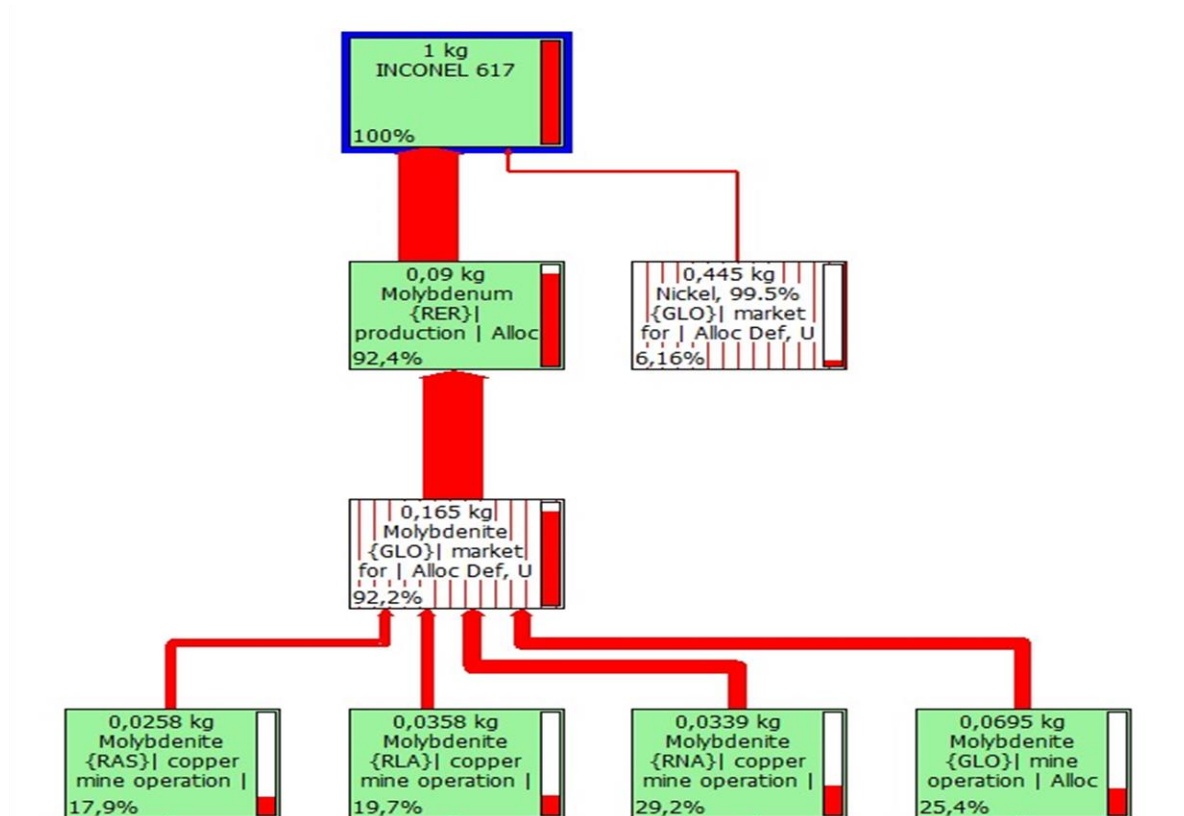 1 kg
INCONEL 617
100%
0,09 kg
Molybdenum
{RER}|
production | Alloc
92,4%
0,445 kg
Nickel, 99.5%
{GLO}| market
for | Alloc Def, U
6,16%
0,165 kg
Molybdenite
{GLO}| market
for | Alloc Def, U
92,2%
0,0258 kg
Molybdenite
{RAS}| copper
mine operation |
17,9%
0,0358 kg
Molybdenite
{RLA}| copper
mine operation |
19,7%
0,0339 kg
Molybdenite
{RNA}| copper
mine operation |
29,2%
0,0695 kg
Molybdenite
{GLO}| mine
operation | Alloc
25,4%